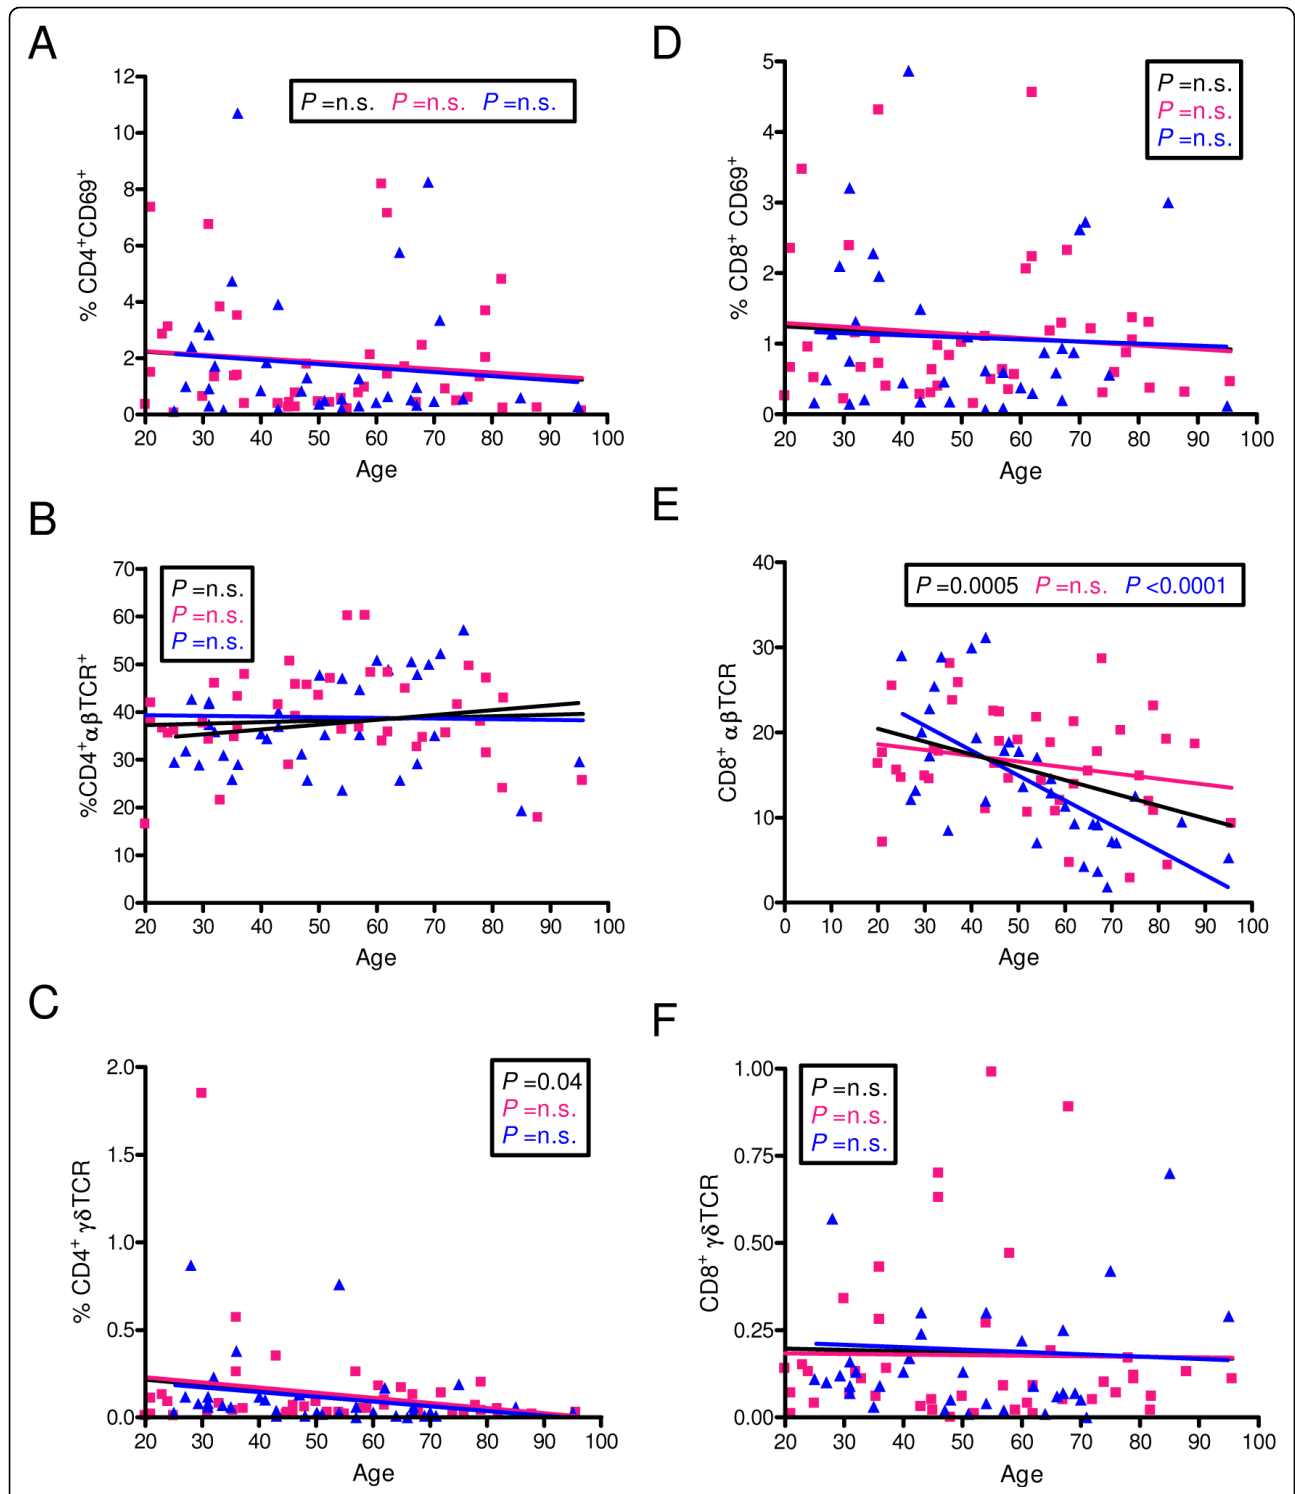 A
12
10
8
6
4
2
0
% CD4+CD69+
P=n.s. P=n.s. P=n.s.
20 30 40 50 60 70 80 90 100
Age
D
5
4
3
2
1
0
% CD8+ CD69+
P=n.s.
P=n.s.
P=n.s.
20 30 40 50 60 70 80 90 100
Age
B
70
60
50
40
30
20
10
0
%CD4+αβTCR+
P=n.s.
P=n.s.
P=n.s.
20 30 40 50 60 70 80 90 100
Age
E
40
30
20
10
0
CD8+ αβTCR
P=0.0005 P=n.s. P<0.0001
0 10 20 30 40 50 60 70 80 90 100
Age
C
2.0
1.5
1.0
0.5
0.0
% CD4+ γδTCR
P=0.04
P=n.s.
P=n.s.
20 30 40 50 60 70 80 90 100
Age
F
1.00
0.75
0.50
0.25
0.00
CD8+ γδTCR
P=n.s.
P=n.s.
P=n.s.
20 30 40 50 60 70 80 90 100
Age